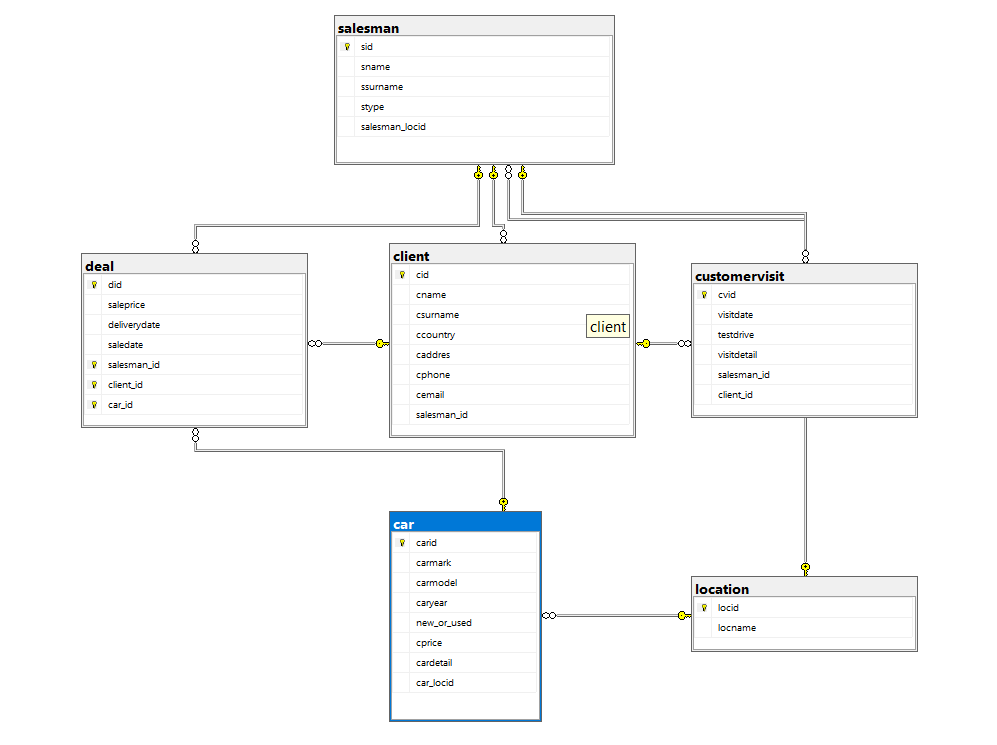 salesman
sid
sname
ssurname
stype
salesman_locid
deal
did
saleprice
deliverydate
saledate
salesman_id
client_id
car_id
client
cid
cname
csurname
ccountry
caddres
cphone
cemail
salesman_id
client
customervisit
cvid
visitdate
testdrive
visitdetail
salesman_id
client_id
car
carid
carmark
carmodel
caryear
new_or_used
cprice
cardetail
car_locid
location
locid
locname